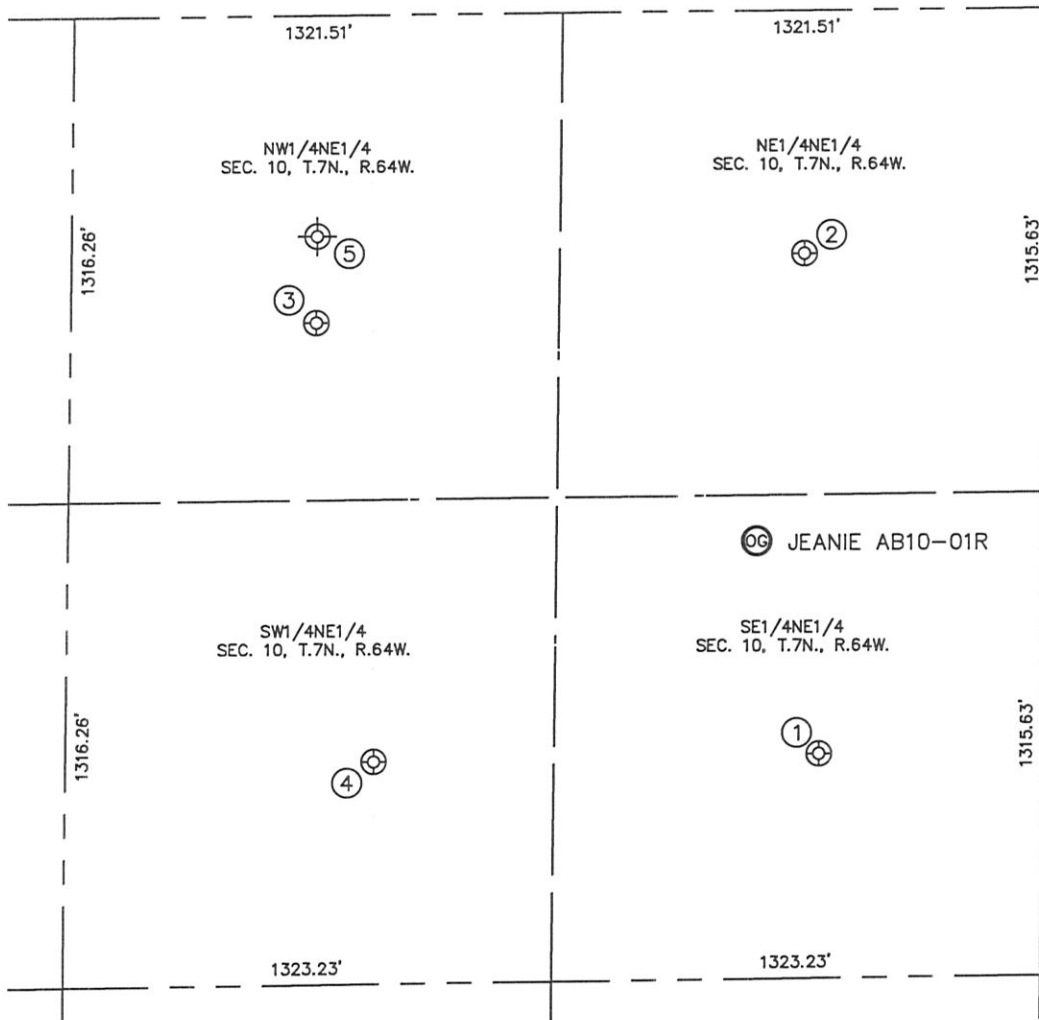 1321.51'
1321.51'
NW1/4NE1/4
SEC. 10, T.7N., R.64W.
NE1/4NE1/4
SEC. 10, T.7N., R.64W.
1316.26'
5
3
2
1315.63'
OG JEANIE AB10-01R
SW1/4NE1/4
SEC. 10, T.7N., R.64W.
SE1/4NE1/4
SEC. 10, T.7N., R.64W.
1316.26'
4
1
1315.63'
1323.23'
1323.23'